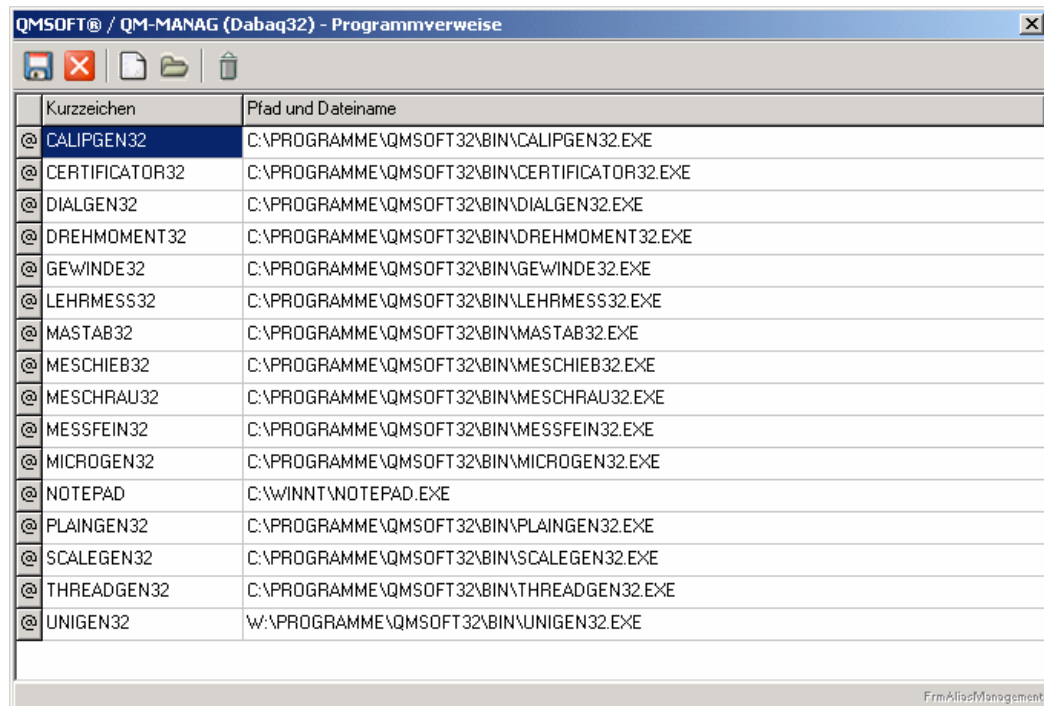 QMSOFT® / QM-MANAG (Dabaq32) - Programmverweise
Kurzzeichen Pfad und Dateiname
@ CALIPGEN32 C:\PROGRAMME\QMSOFT32\BIN\CALIPGEN32.EXE
@ CERTIFICATOR32 C:\PROGRAMME\QMSOFT32\BIN\CERTIFICATOR32.EXE
@ DIALGEN32 C:\PROGRAMME\QMSOFT32\BIN\DIALGEN32.EXE
@ DREHMOMENT32 C:\PROGRAMME\QMSOFT32\BIN\DREHMOMENT32.EXE
@ GEWINDE32 C:\PROGRAMME\QMSOFT32\BIN\GEWINDE32.EXE
@ LEHRMESS32 C:\PROGRAMME\QMSOFT32\BIN\LEHRMESS32.EXE
@ MASTAB32 C:\PROGRAMME\QMSOFT32\BIN\MASTAB32.EXE
@ MESCHIEB32 C:\PROGRAMME\QMSOFT32\BIN\MESCHIEB32.EXE
@ MESCHRAU32 C:\PROGRAMME\QMSOFT32\BIN\MESCHRAU32.EXE
@ MESSFEIN32 C:\PROGRAMME\QMSOFT32\BIN\MESSFEIN32.EXE
@ MICROGEN32 C:\PROGRAMME\QMSOFT32\BIN\MICROGEN32.EXE
@ NOTEPAD C:\WINNT\NOTEPAD.EXE
@ PLAINGEN32 C:\PROGRAMME\QMSOFT32\BIN\PLAINGEN32.EXE
@ SCALEGEN32 C:\PROGRAMME\QMSOFT32\BIN\SCALEGEN32.EXE
@ THREADGEN32 C:\PROGRAMME\QMSOFT32\BIN\THREADGEN32.EXE
@ UNIGEN32 W:\PROGRAMME\QMSOFT32\BIN\UNIGEN32.EXE
FrmAliasManagement